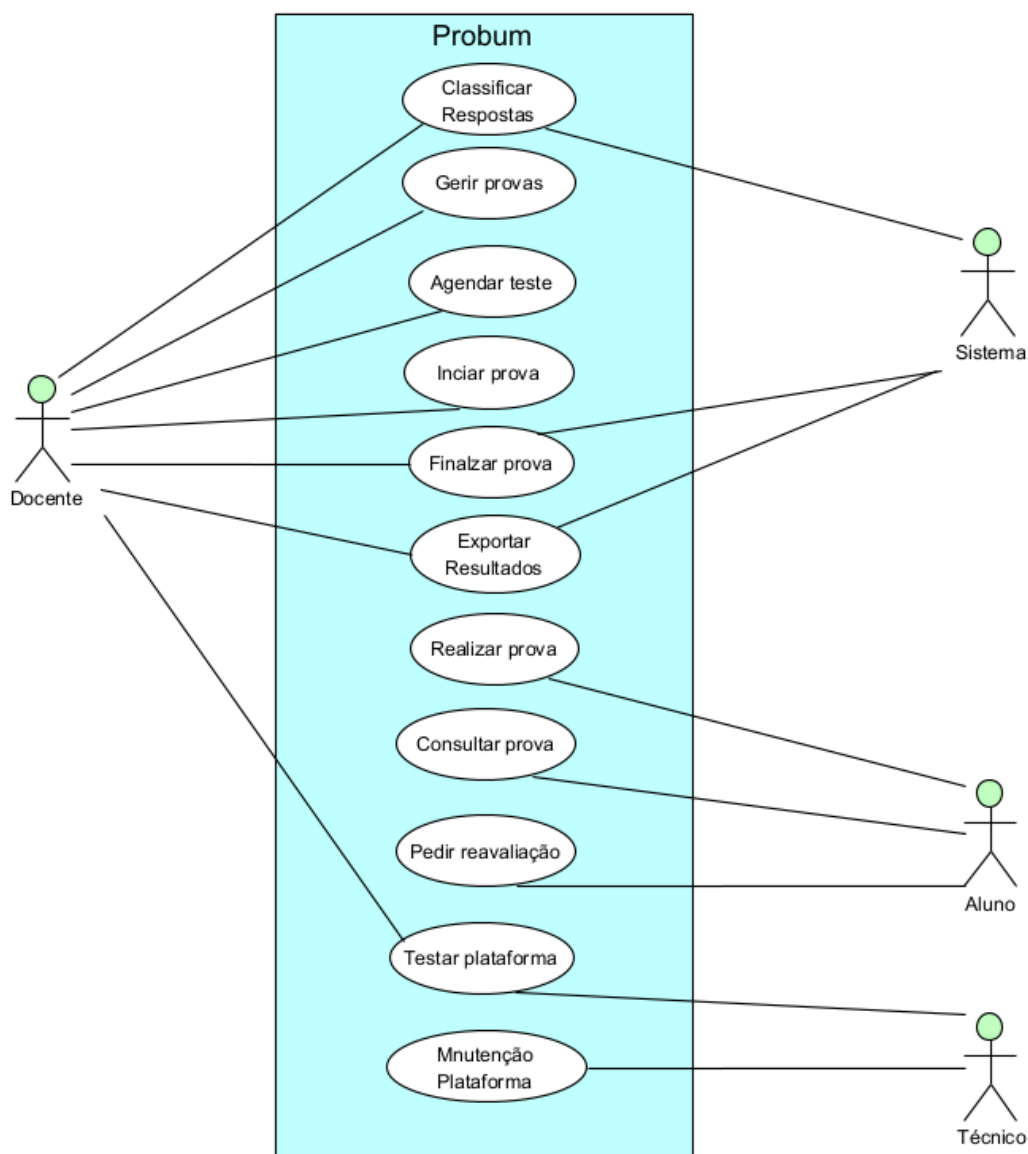 Probum
Classificar
Respostas
Gerir provas
Agendar teste
Sistema
Inciar prova
Finalzar prova
Docente
Exportar
Resultados
Realizar prova
Consultar prova
Pedir reavaliação
Aluno
Testar plataforma
Mnutenção
Plataforma
Técnico